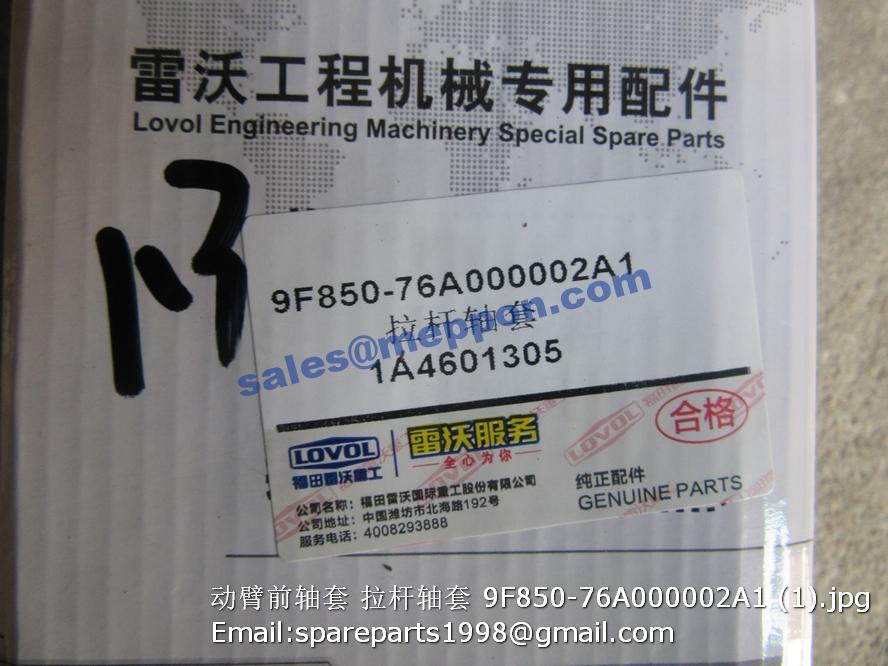 雷沃工程机械专用配件
Lovol Engineering Machinery Special Spare Parts
9F850-76A000002A1
拉杆轴套
sales@meppon.com
1A4601305
LOVOL
福田雷沃重工
雷沃服务
全心为你
合格
公司名称：福田雷沃国际重工股份有限公司
公司地址：中国潍坊市北海路192号
服务电话：4008293888
纯正配件
GENUINE PARTS
动臂前轴套 拉杆轴套 9F850-76A000002A1 (1).jpg
Email:spareparts1998@gmail.com